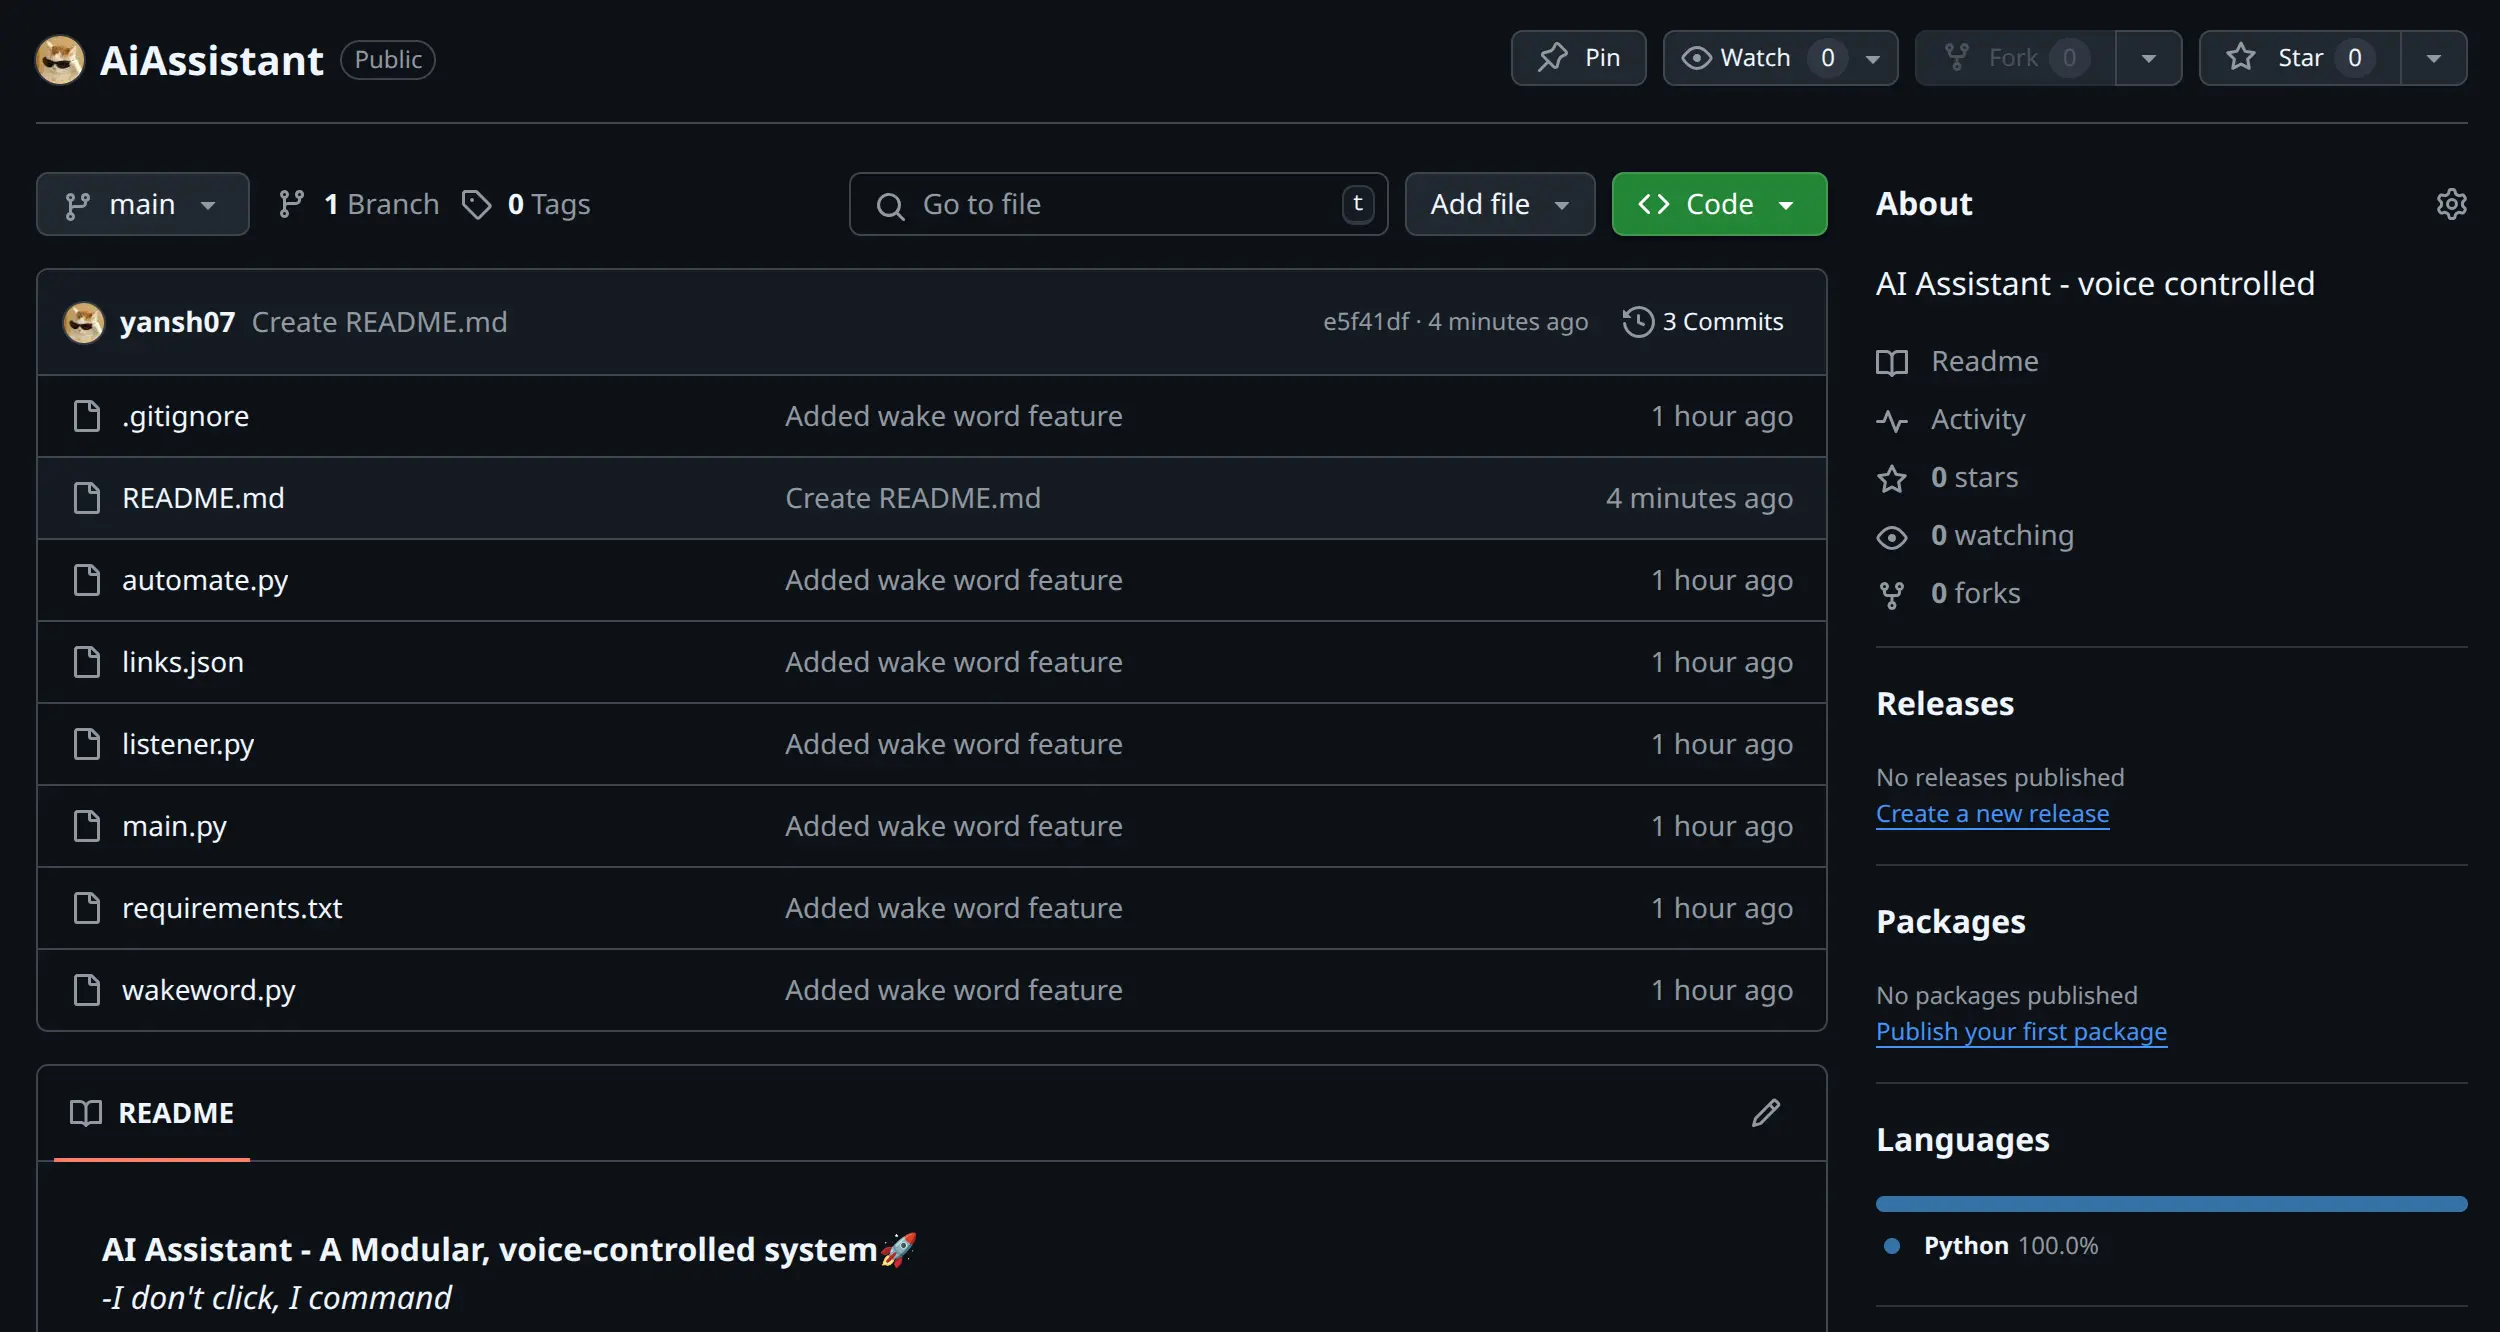 AiAssistant Public Pin Watch 0 Fork 0 Star 0
main 1 Branch 0 Tags Go to file t Add file Code
yansh07 Create README.md e5f41df · 4 minutes ago 3 Commits
.gitignore Added wake word feature 1 hour ago
README.md Create README.md 4 minutes ago
automate.py Added wake word feature 1 hour ago
links.json Added wake word feature 1 hour ago
listener.py Added wake word feature 1 hour ago
main.py Added wake word feature 1 hour ago
requirements.txt Added wake word feature 1 hour ago
wakeword.py Added wake word feature 1 hour ago
README
AI Assistant - A Modular, voice-controlled system🚀
-I don't click, I command
About
AI Assistant - voice controlled
Readme
Activity
0 stars
0 watching
0 forks
Releases
No releases published
Create a new release
Packages
No packages published
Publish your first package
Languages
Python 100.0%